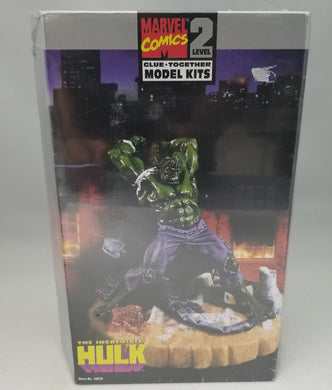 MARVEL
COMICS
2
LEVEL
GLUE • TOGETHER
MODEL KITS
THE INCREDIBLE
HULK